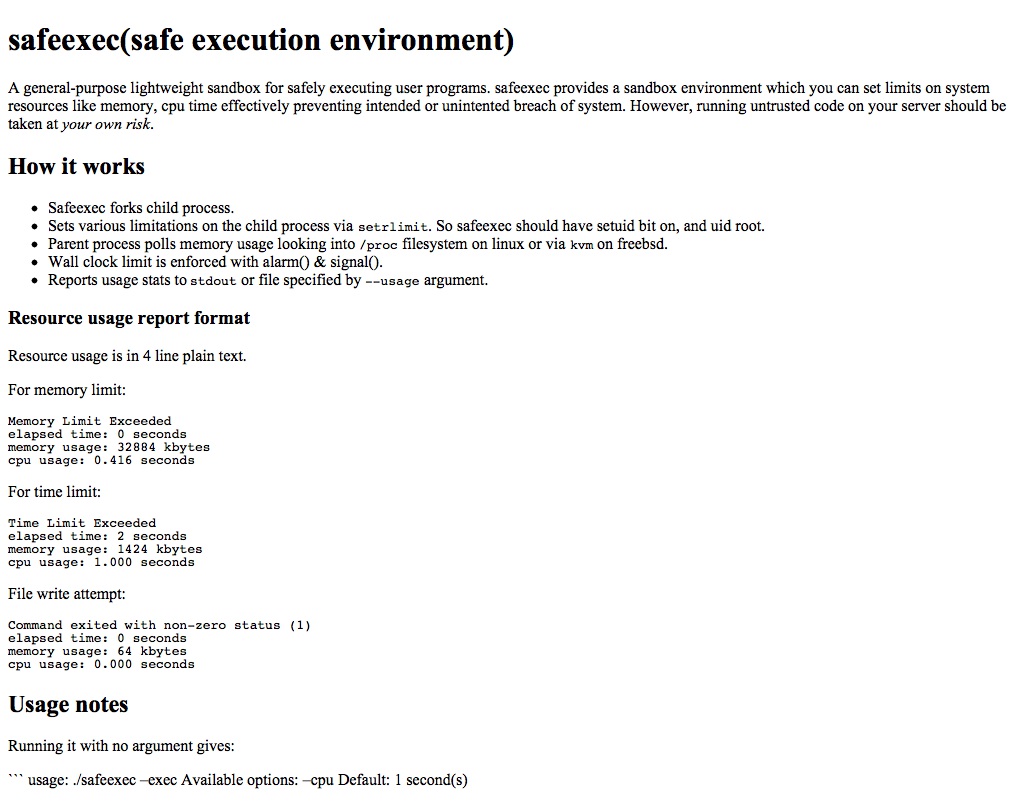 safeexec(safe execution environment)
A general-purpose lightweight sandbox for safely executing user programs. safeexec provides a sandbox environment which you can set limits on system
resources like memory, cpu time effectively preventing intended or unintented breach of system. However, running untrusted code on your server should be
taken at your own risk.
How it works
• Safeexec forks child process.
• Sets various limitations on the child process via setrlimit. So safeexec should have setuid bit on, and uid root.
• Parent process polls memory usage looking into /proc filesystem on linux or via kvm on freebsd.
• Wall clock limit is enforced with alarm() & signal().
• Reports usage stats to stdout or file specified by --usage argument.
Resource usage report format
Resource usage is in 4 line plain text.
For memory limit:
Memory Limit Exceeded
elapsed time: 0 seconds
memory usage: 32884 kbytes
cpu usage: 0.416 seconds
For time limit:
Time Limit Exceeded
elapsed time: 2 seconds
memory usage: 1424 kbytes
cpu usage: 1.000 seconds
File write attempt:
Command exited with non-zero status (1)
elapsed time: 0 seconds
memory usage: 64 kbytes
cpu usage: 0.000 seconds
Usage notes
Running it with no argument gives:
``` usage: ./safeexec –exec Available options: –cpu Default: 1 second(s)